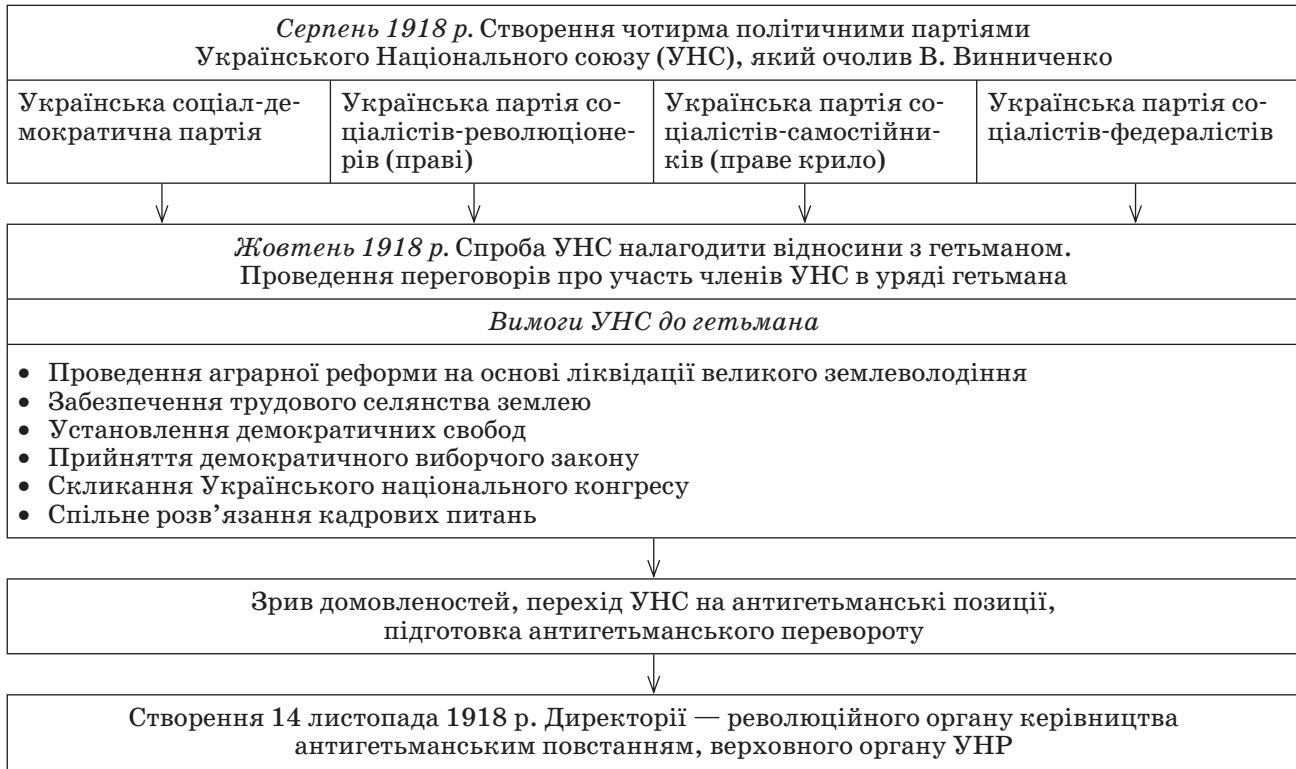 Серпень 1918 р. Створення чотирма політичними партіями
Українського Національного союзу (УНС), який очолив В. Винниченко
Українська соціал-де-
мократична партія
Українська партія со-
ціалістів-революціоне-
рів (праві)
Українська партія со-
ціалістів-самостійни-
ків (праве крило)
Українська партія со-
ціалістів-федералістів
Жовтень 1918 р. Спроба УНС налагодити відносини з гетьманом.
Проведення переговорів про участь членів УНС в уряді гетьмана
Вимоги УНС до гетьмана
• Проведення аграрної реформи на основі ліквідації великого землеволодіння
• Забезпечення трудового селянства землею
• Установлення демократичних свобод
• Прийняття демократичного виборчого закону
• Скликання Українського національного конгресу
• Спільне розв’язання кадрових питань
Зрив домовленостей, перехід УНС на антигетьманські позиції,
підготовка антигетьманського перевороту
Створення 14 листопада 1918 р. Директорії — революційного органу керівництва
антигетьманським повстанням, верховного органу УНР